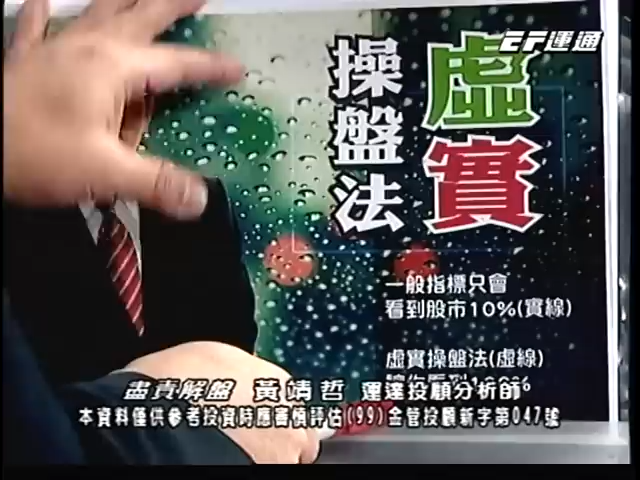 EF運通
虛實
操盤法
一般指標只會
看到股市10%(實線)
虛實操盤法(虛線)
盡真解盤 黃靖哲 運達投顧分析師
本資料僅供參考投資時應審慎評估(99)金管投顧新字第047號